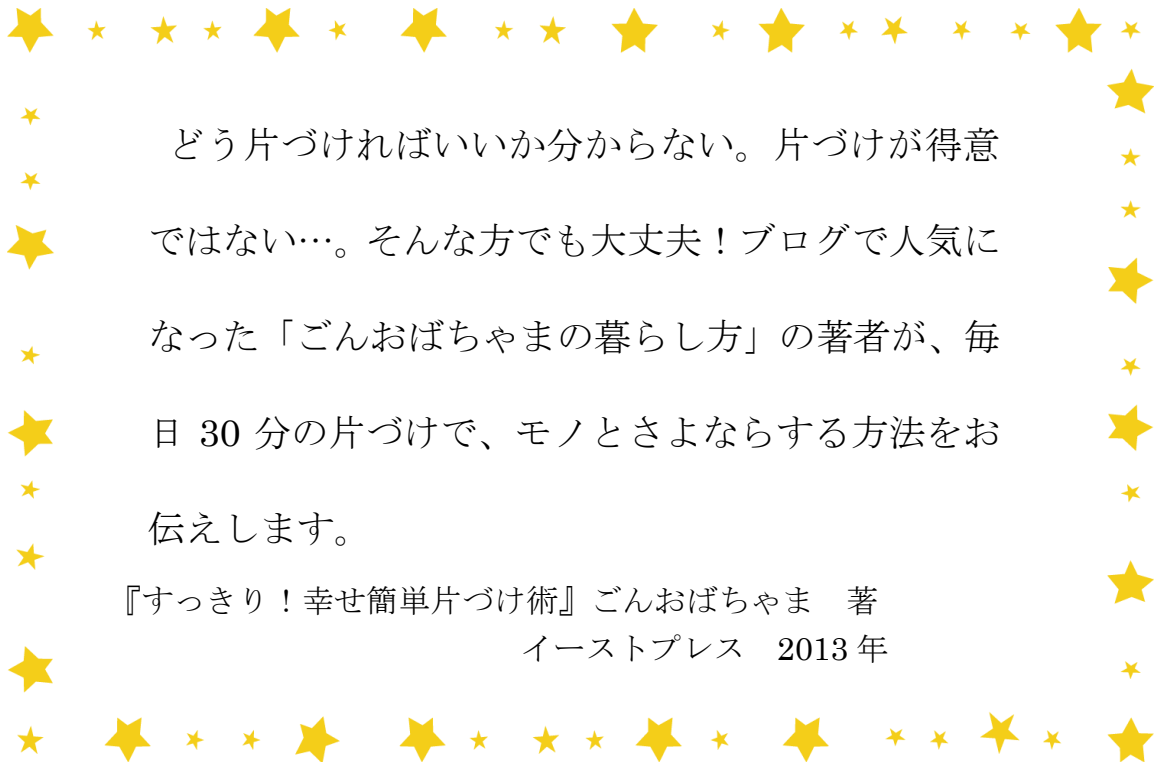 どう片づければいいか分からない。片づけが得意
ではない…。そんな方でも大丈夫！ブログで人気に
なった「ごんおばちゃまの暮らし方」の著者が、毎
日 30 分の片づけで、モノとさよならする方法をお
伝えします。
『すっきり！幸せ簡単片づけ術』ごんおばちゃま　著
イーストプレス　2013 年